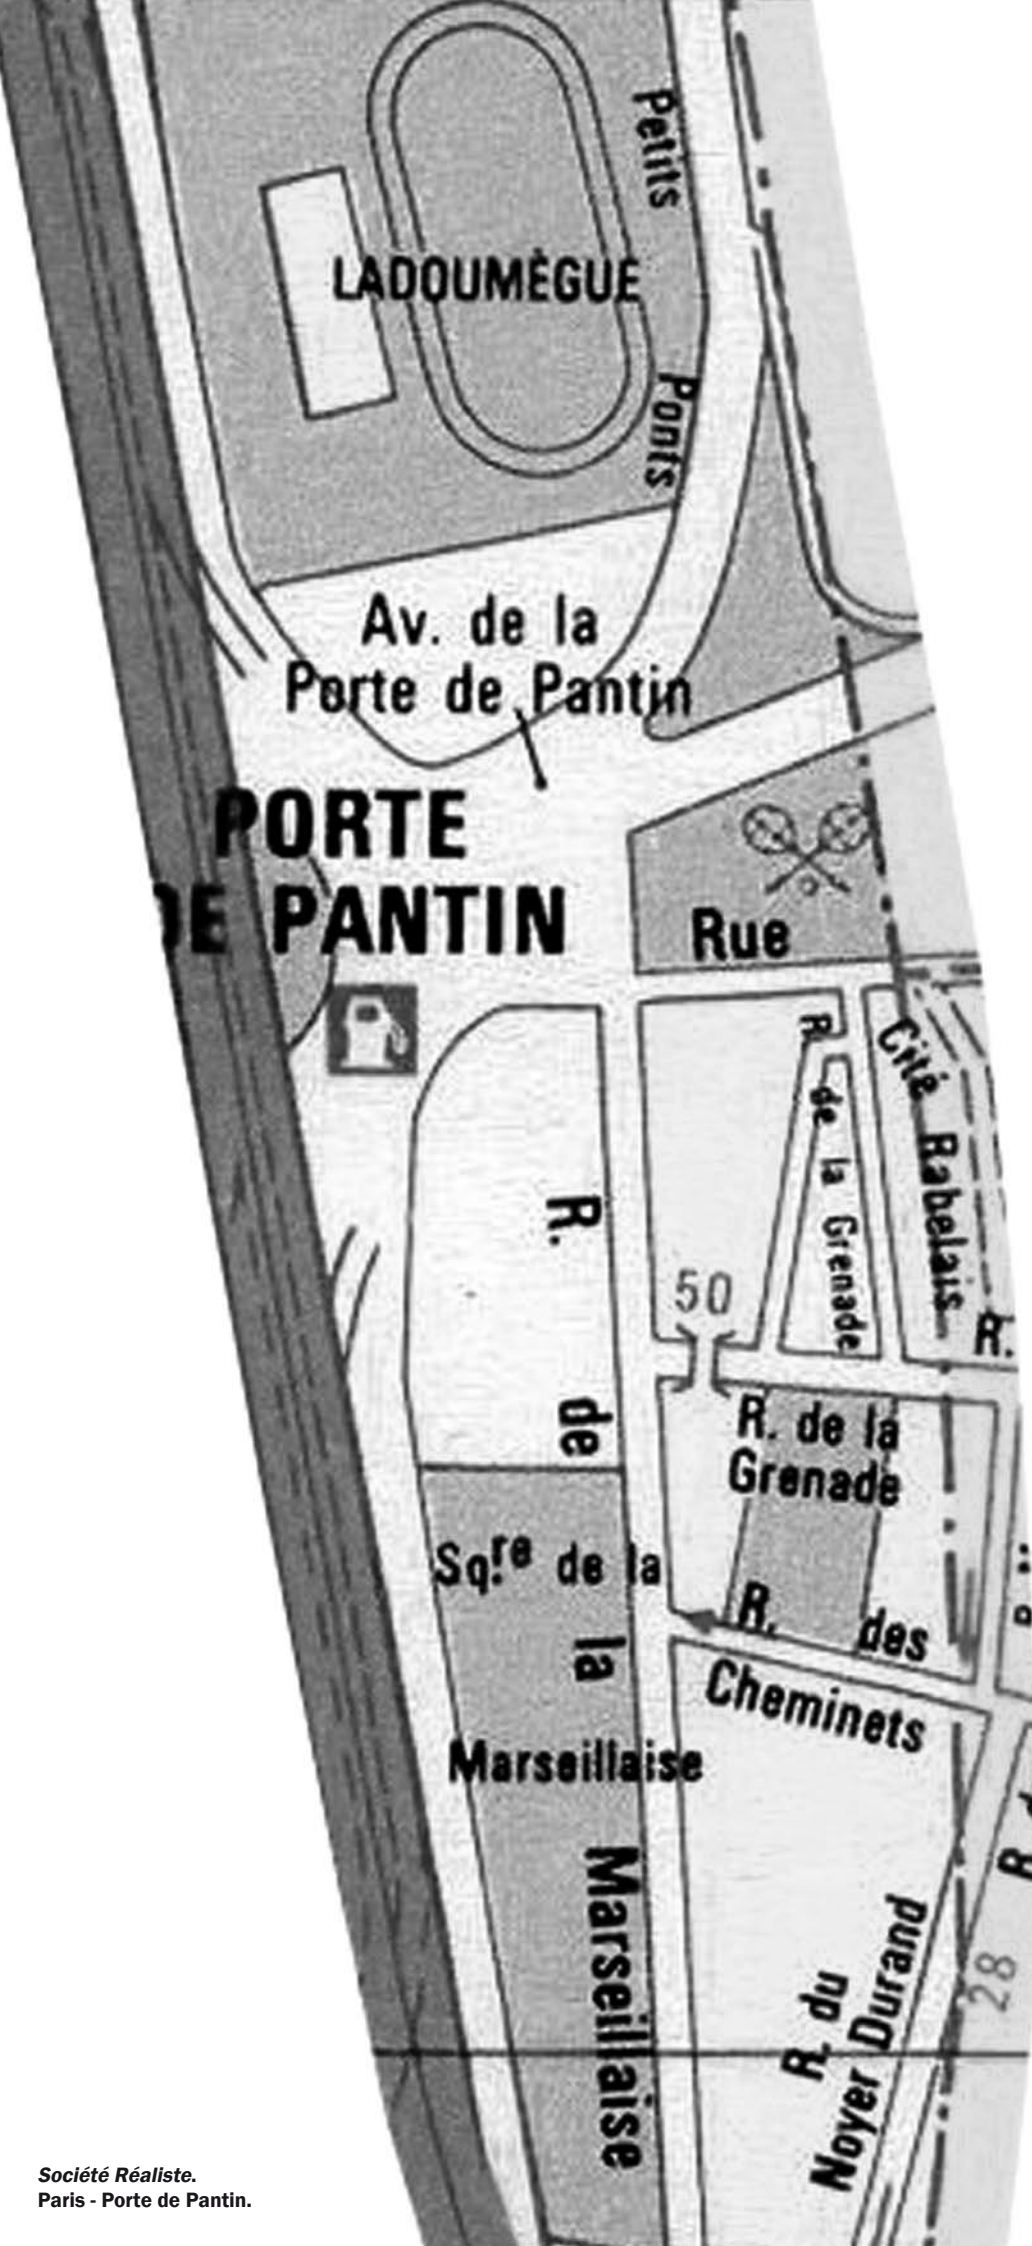 Petits
LADOUMÈGUE
Ponts
Av. de la
Porte de Pantin
PORTE
DE PANTIN
Rue
R. de la Grenade
Cité Rabelais
R.
50
R. de la Marseillaise
R. de la
Grenade
Sq.re de la
Marseillaise
R. des
Cheminets
R. du
Noyer Durand
R.
28
Société Réaliste.
Paris - Porte de Pantin.